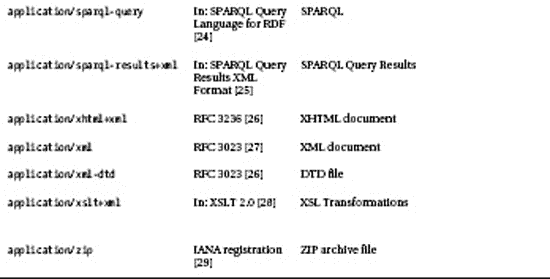 application/sparql-query In: SPARQL Query SPARQL
Language for RDF
[24]
application/sparql-results+xml In: SPARQL Query SPARQL Query Results
Results XML
Format [25]
application/xhtml+xml RFC 3236 [26] XHTML document
application/xml RFC 3023 [27] XML document
application/xml-dtd RFC 3023 [26] DTD file
application/xslt+xml In: XSLT 2.0 [28] XSL Transformations
application/zip IANA registration ZIP archive file
[29]